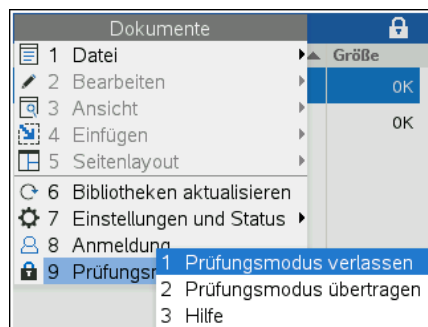 Dokumente
Größe
1 Datei
2 Bearbeiten
0K
3 Ansicht
4 Einfügen
0K
5 Seitenlayout
6 Bibliotheken aktualisieren
7 Einstellungen und Status
8 Anmeldung
9
1 Prüfungsmodus verlassen
2 Prüfungsmodus übertragen
3 Hilfe